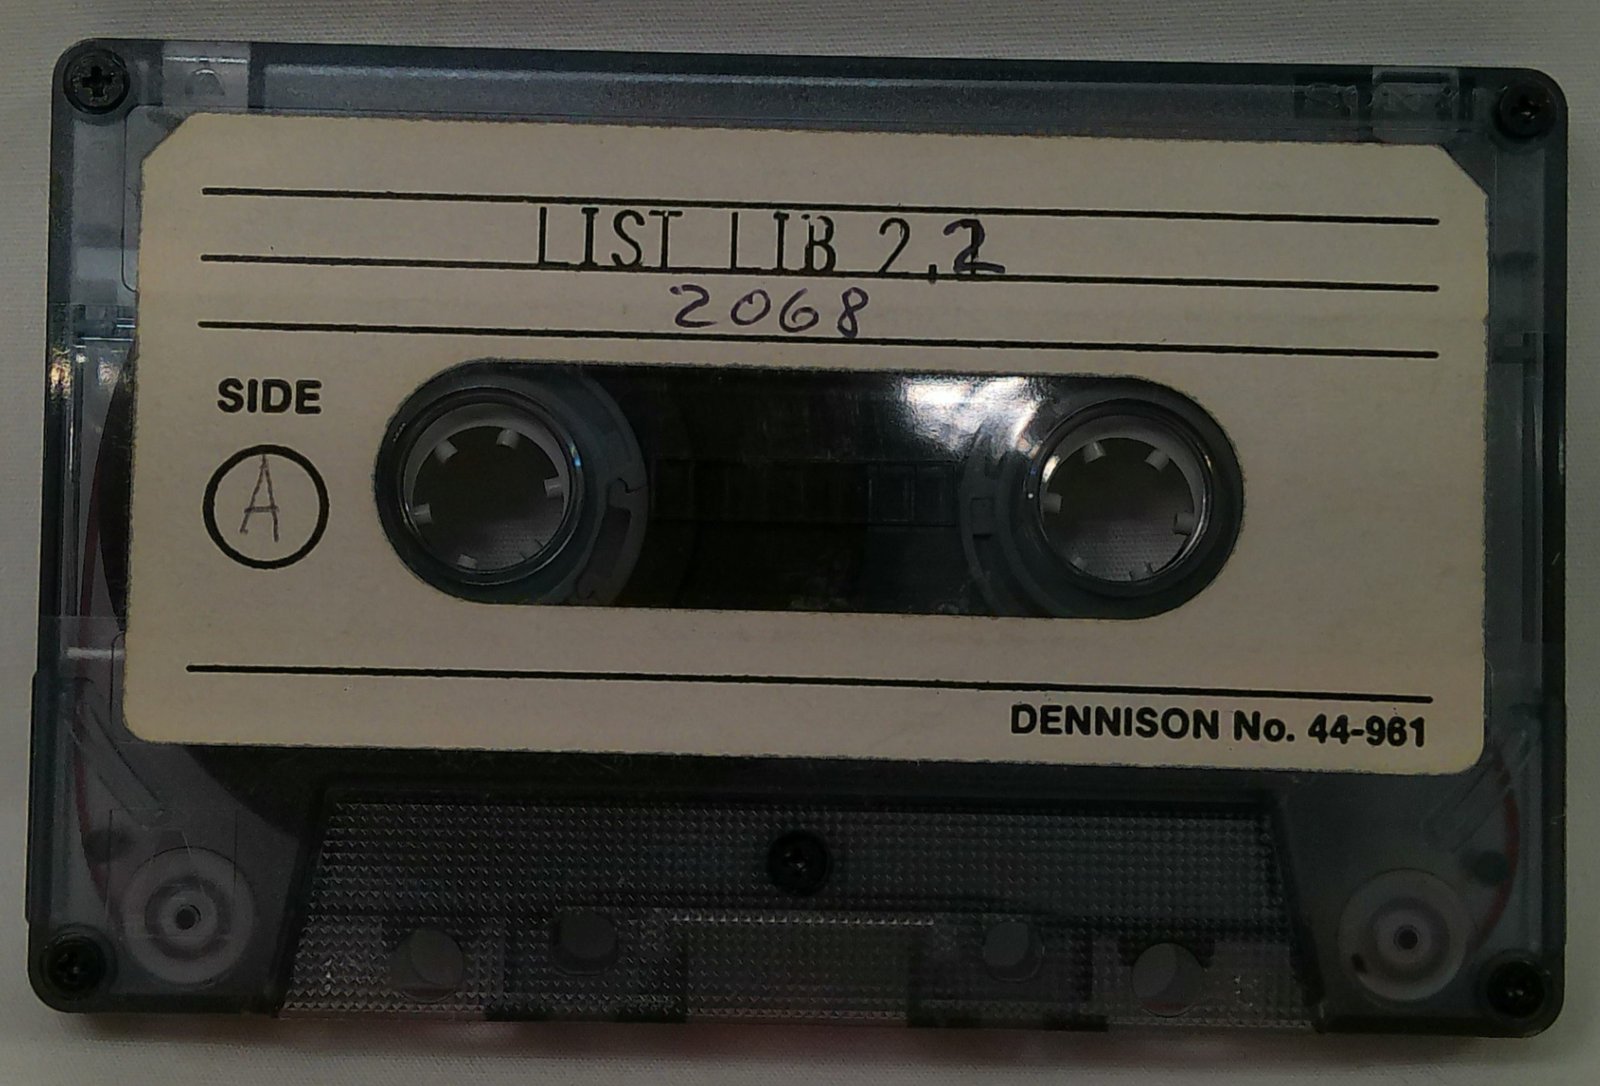 LIST LIB 2.2
2068
SIDE
A
DENNISON No. 44-961